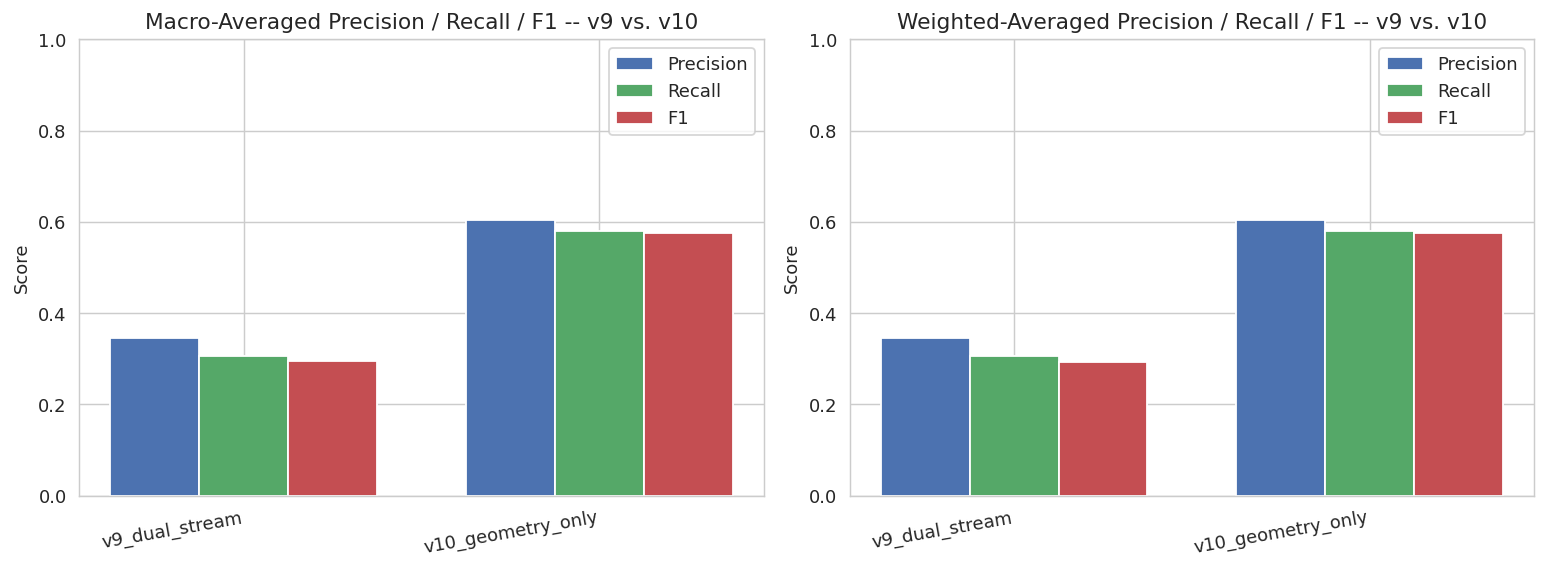 Macro-Averaged Precision / Recall / F1 -- v9 vs. v10
Precision
Recall
F1
Score
1.0
0.8
0.6
0.4
0.2
0.0
v9_dual_stream
v10_geometry_only
Weighted-Averaged Precision / Recall / F1 -- v9 vs. v10
Precision
Recall
F1
Score
1.0
0.8
0.6
0.4
0.2
0.0
v9_dual_stream
v10_geometry_only